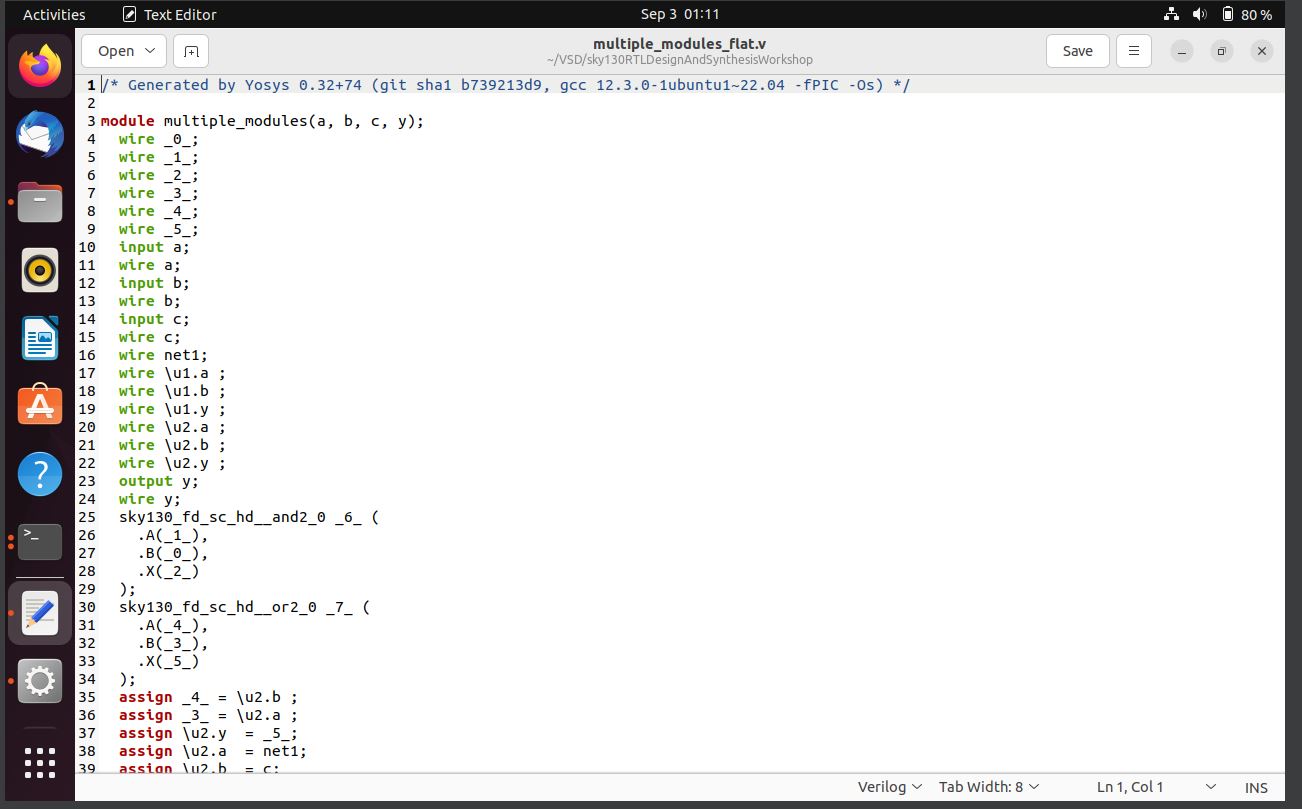 Activities Text Editor Sep 3 01:11 80 %
Open multiple_modules_flat.v Save
~/VSD/sky130RTLDesignAndSynthesisWorkshop
1 /* Generated by Yosys 0.32+74 (git sha1 b739213d9, gcc 12.3.0-1ubuntu1~22.04 -fPIC -Os) */
2
3 module multiple_modules(a, b, c, y);
4 wire _0_;
5 wire _1_;
6 wire _2_;
7 wire _3_;
8 wire _4_;
9 wire _5_;
10 input a;
11 wire a;
12 input b;
13 wire b;
14 input c;
15 wire c;
16 wire net1;
17 wire \u1.a ;
18 wire \u1.b ;
19 wire \u1.y ;
20 wire \u2.a ;
21 wire \u2.b ;
22 wire \u2.y ;
23 output y;
24 wire y;
25 sky130_fd_sc_hd__and2_0 _6_ (
26 .A(_1_),
27 .B(_0_),
28 .X(_2_)
29 );
30 sky130_fd_sc_hd__or2_0 _7_ (
31 .A(_4_),
32 .B(_3_),
33 .X(_5_)
34 );
35 assign _4_ = \u2.b ;
36 assign _3_ = \u2.a ;
37 assign \u2.y  = _5_;
38 assign \u2.a  = net1;
39 assign \u2.b  = c;
Verilog Tab Width: 8 Ln 1, Col 1 INS